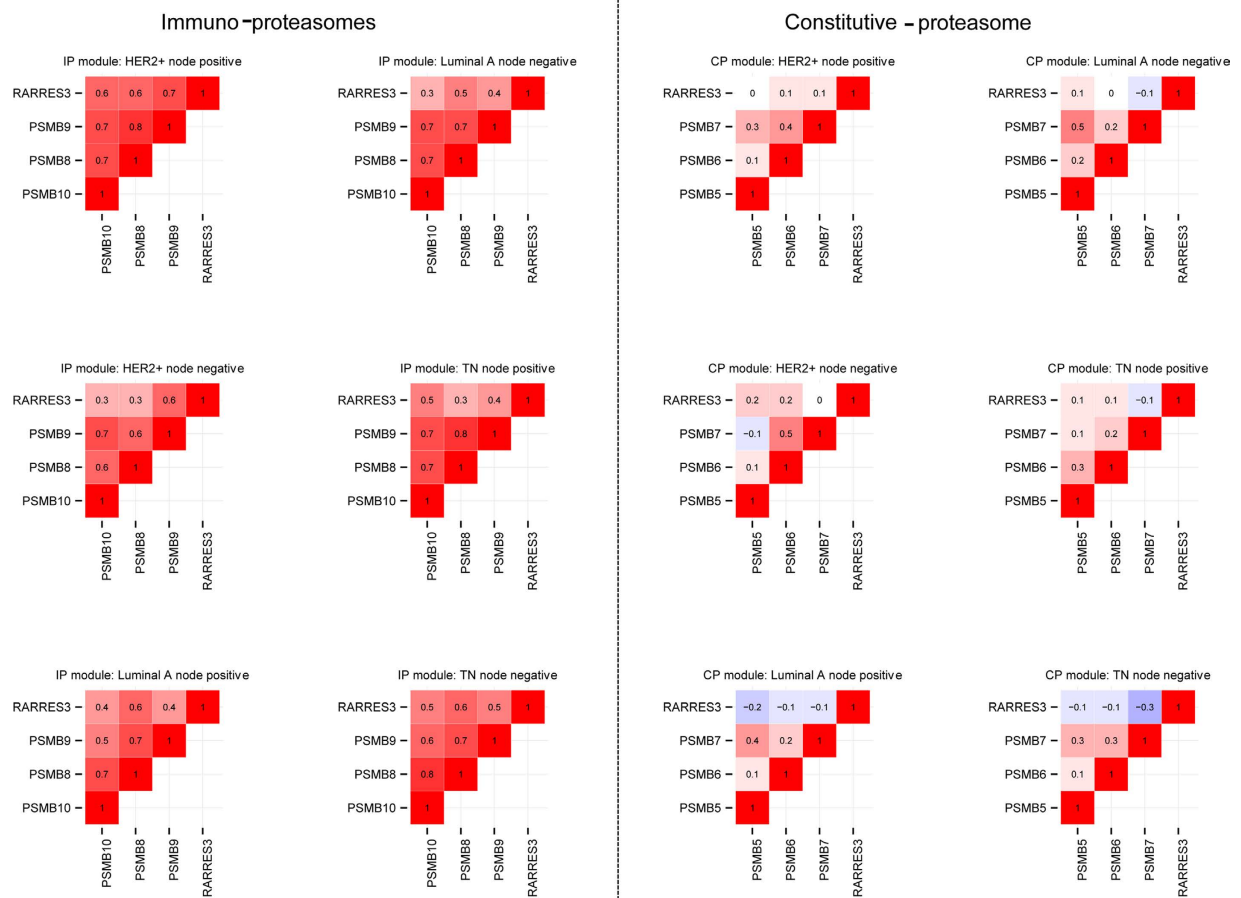 Immuno-proteasomes
Constitutive - proteasome
IP module: HER2+ node positive
RARRES3 0.6 0.6 0.7 1
PSMB9 0.7 0.8 1
PSMB8 0.7 1
PSMB10 1
PSMB10 PSMB8 PSMB9 RARRES3
IP module: Luminal A node negative
RARRES3 0.3 0.5 0.4 1
PSMB9 0.7 0.7 1
PSMB8 0.7 1
PSMB10 1
PSMB10 PSMB8 PSMB9 RARRES3
CP module: HER2+ node positive
RARRES3 0 0.1 0.1 1
PSMB7 0.3 0.4 1
PSMB6 0.1 1
PSMB5 1
PSMB5 PSMB6 PSMB7 RARRES3
CP module: Luminal A node negative
RARRES3 0.1 0 −0.1 1
PSMB7 0.5 0.2 1
PSMB6 0.2 1
PSMB5 1
PSMB5 PSMB6 PSMB7 RARRES3
IP module: HER2+ node negative
RARRES3 0.3 0.3 0.6 1
PSMB9 0.7 0.6 1
PSMB8 0.6 1
PSMB10 1
PSMB10 PSMB8 PSMB9 RARRES3
IP module: TN node positive
RARRES3 0.5 0.3 0.4 1
PSMB9 0.7 0.8 1
PSMB8 0.7 1
PSMB10 1
PSMB10 PSMB8 PSMB9 RARRES3
CP module: HER2+ node negative
RARRES3 0.2 0.2 0 1
PSMB7 −0.1 0.5 1
PSMB6 0.1 1
PSMB5 1
PSMB5 PSMB6 PSMB7 RARRES3
CP module: TN node positive
RARRES3 0.1 0.1 −0.1 1
PSMB7 0.1 0.2 1
PSMB6 0.3 1
PSMB5 1
PSMB5 PSMB6 PSMB7 RARRES3
IP module: Luminal A node positive
RARRES3 0.4 0.6 0.4 1
PSMB9 0.5 0.7 1
PSMB8 0.7 1
PSMB10 1
PSMB10 PSMB8 PSMB9 RARRES3
IP module: TN node negative
RARRES3 0.5 0.6 0.5 1
PSMB9 0.6 0.7 1
PSMB8 0.8 1
PSMB10 1
PSMB10 PSMB8 PSMB9 RARRES3
CP module: Luminal A node positive
RARRES3 −0.2 −0.1 −0.1 1
PSMB7 0.4 0.2 1
PSMB6 0.1 1
PSMB5 1
PSMB5 PSMB6 PSMB7 RARRES3
CP module: TN node negative
RARRES3 −0.1 −0.1 −0.3 1
PSMB7 0.3 0.3 1
PSMB6 0.1 1
PSMB5 1
PSMB5 PSMB6 PSMB7 RARRES3